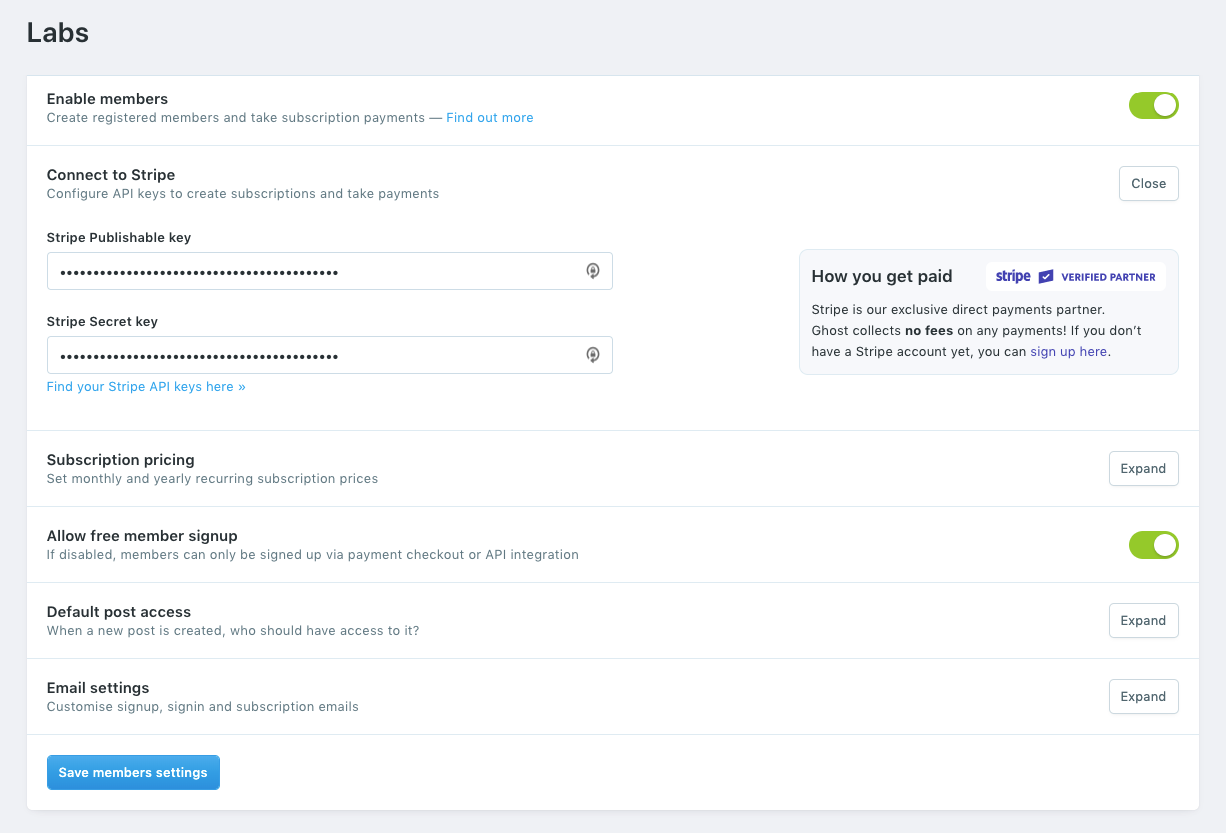 Labs
Enable members
Create registered members and take subscription payments — Find out more
Connect to Stripe
Configure API keys to create subscriptions and take payments
Close
Stripe Publishable key
••••••••••••••••••••••••••••••••••••••••••
Stripe Secret key
••••••••••••••••••••••••••••••••••••••••••
Find your Stripe API keys here »
How you get paid
stripe VERIFIED PARTNER
Stripe is our exclusive direct payments partner.
Ghost collects no fees on any payments! If you don’t
have a Stripe account yet, you can sign up here.
Subscription pricing
Set monthly and yearly recurring subscription prices
Expand
Allow free member signup
If disabled, members can only be signed up via payment checkout or API integration
Default post access
When a new post is created, who should have access to it?
Expand
Email settings
Customise signup, signin and subscription emails
Expand
Save members settings